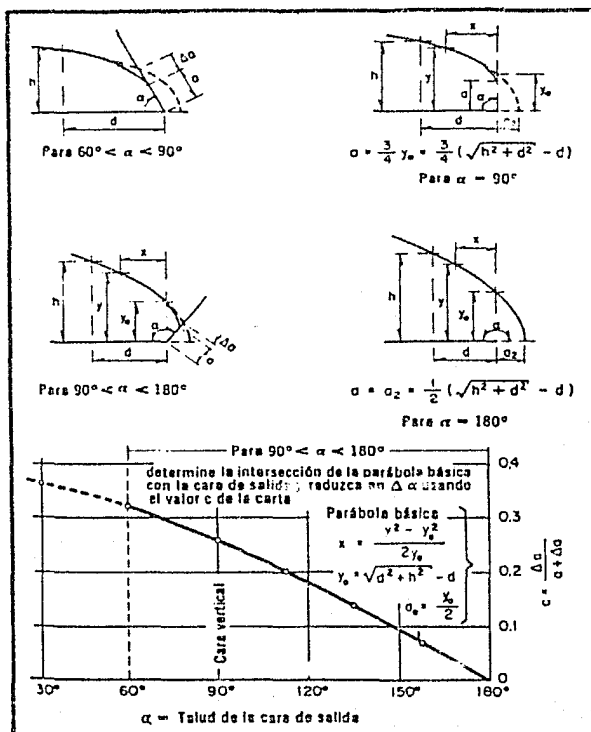 h
d
α
Δa
a
Para 60° < α < 90°
x
h
y
a
α
y₀
d
a = 3/4 y₀ = 3/4 (√h² + d² - d)
Para α = 90°
x
h
y
y₀
α
Δa
a
d
Para 90° < α < 180°
x
h
y
y₀
α
d
a₂
a = a₂ = 1/2 (√h² + d² - d)
Para α = 180°
Para 90° < α < 180°
determine la intersección de la parábola básica
con la cara de salida ; reduzca en Δ α usando
el valor c de la carta
Parábola básica
x = y² - y₀² / 2y₀
y₀ = √d² + h² - d
a₀ = y₀ / 2
Cara vertical
0,4
0.3
0.2
0.1
0
c = Δa / a + Δa
30° 60° 90° 120° 150° 180°
α = Talud de la cara de salida